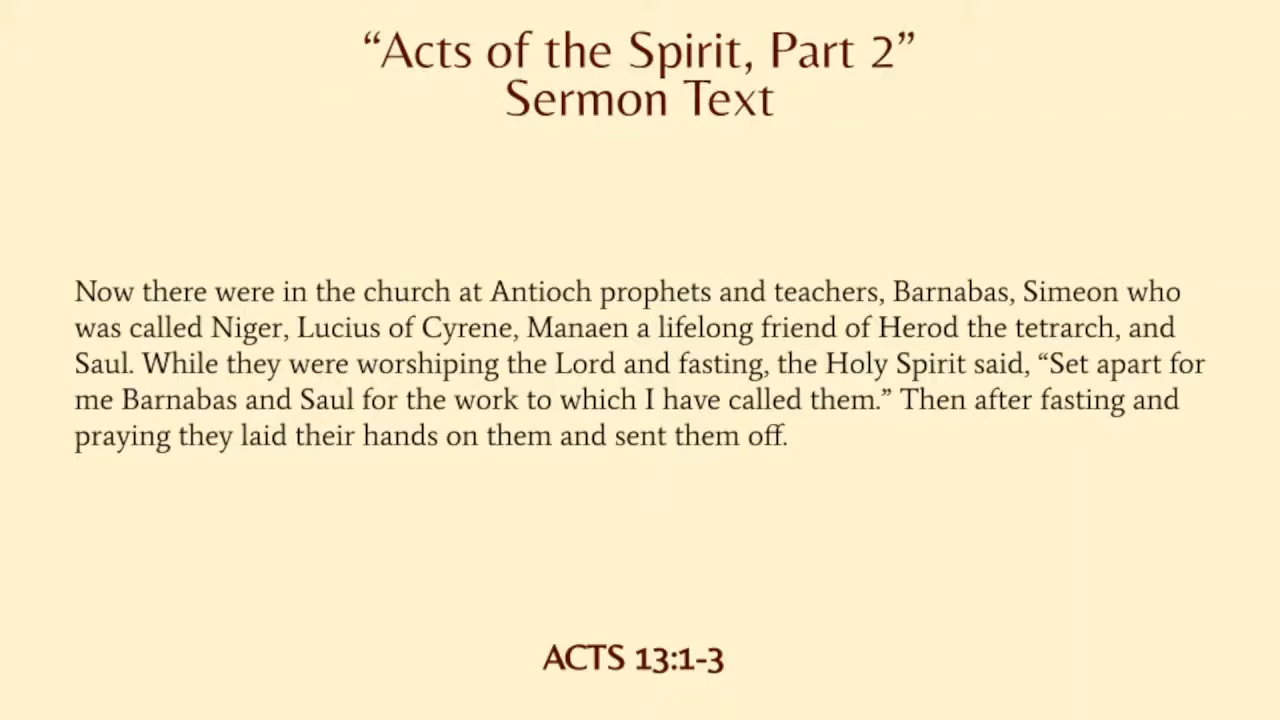 “Acts of the Spirit, Part 2”
Sermon Text
Now there were in the church at Antioch prophets and teachers, Barnabas, Simeon who
was called Niger, Lucius of Cyrene, Manaen a lifelong friend of Herod the tetrarch, and
Saul. While they were worshiping the Lord and fasting, the Holy Spirit said, “Set apart for
me Barnabas and Saul for the work to which I have called them.” Then after fasting and
praying they laid their hands on them and sent them off.
ACTS 13:1-3